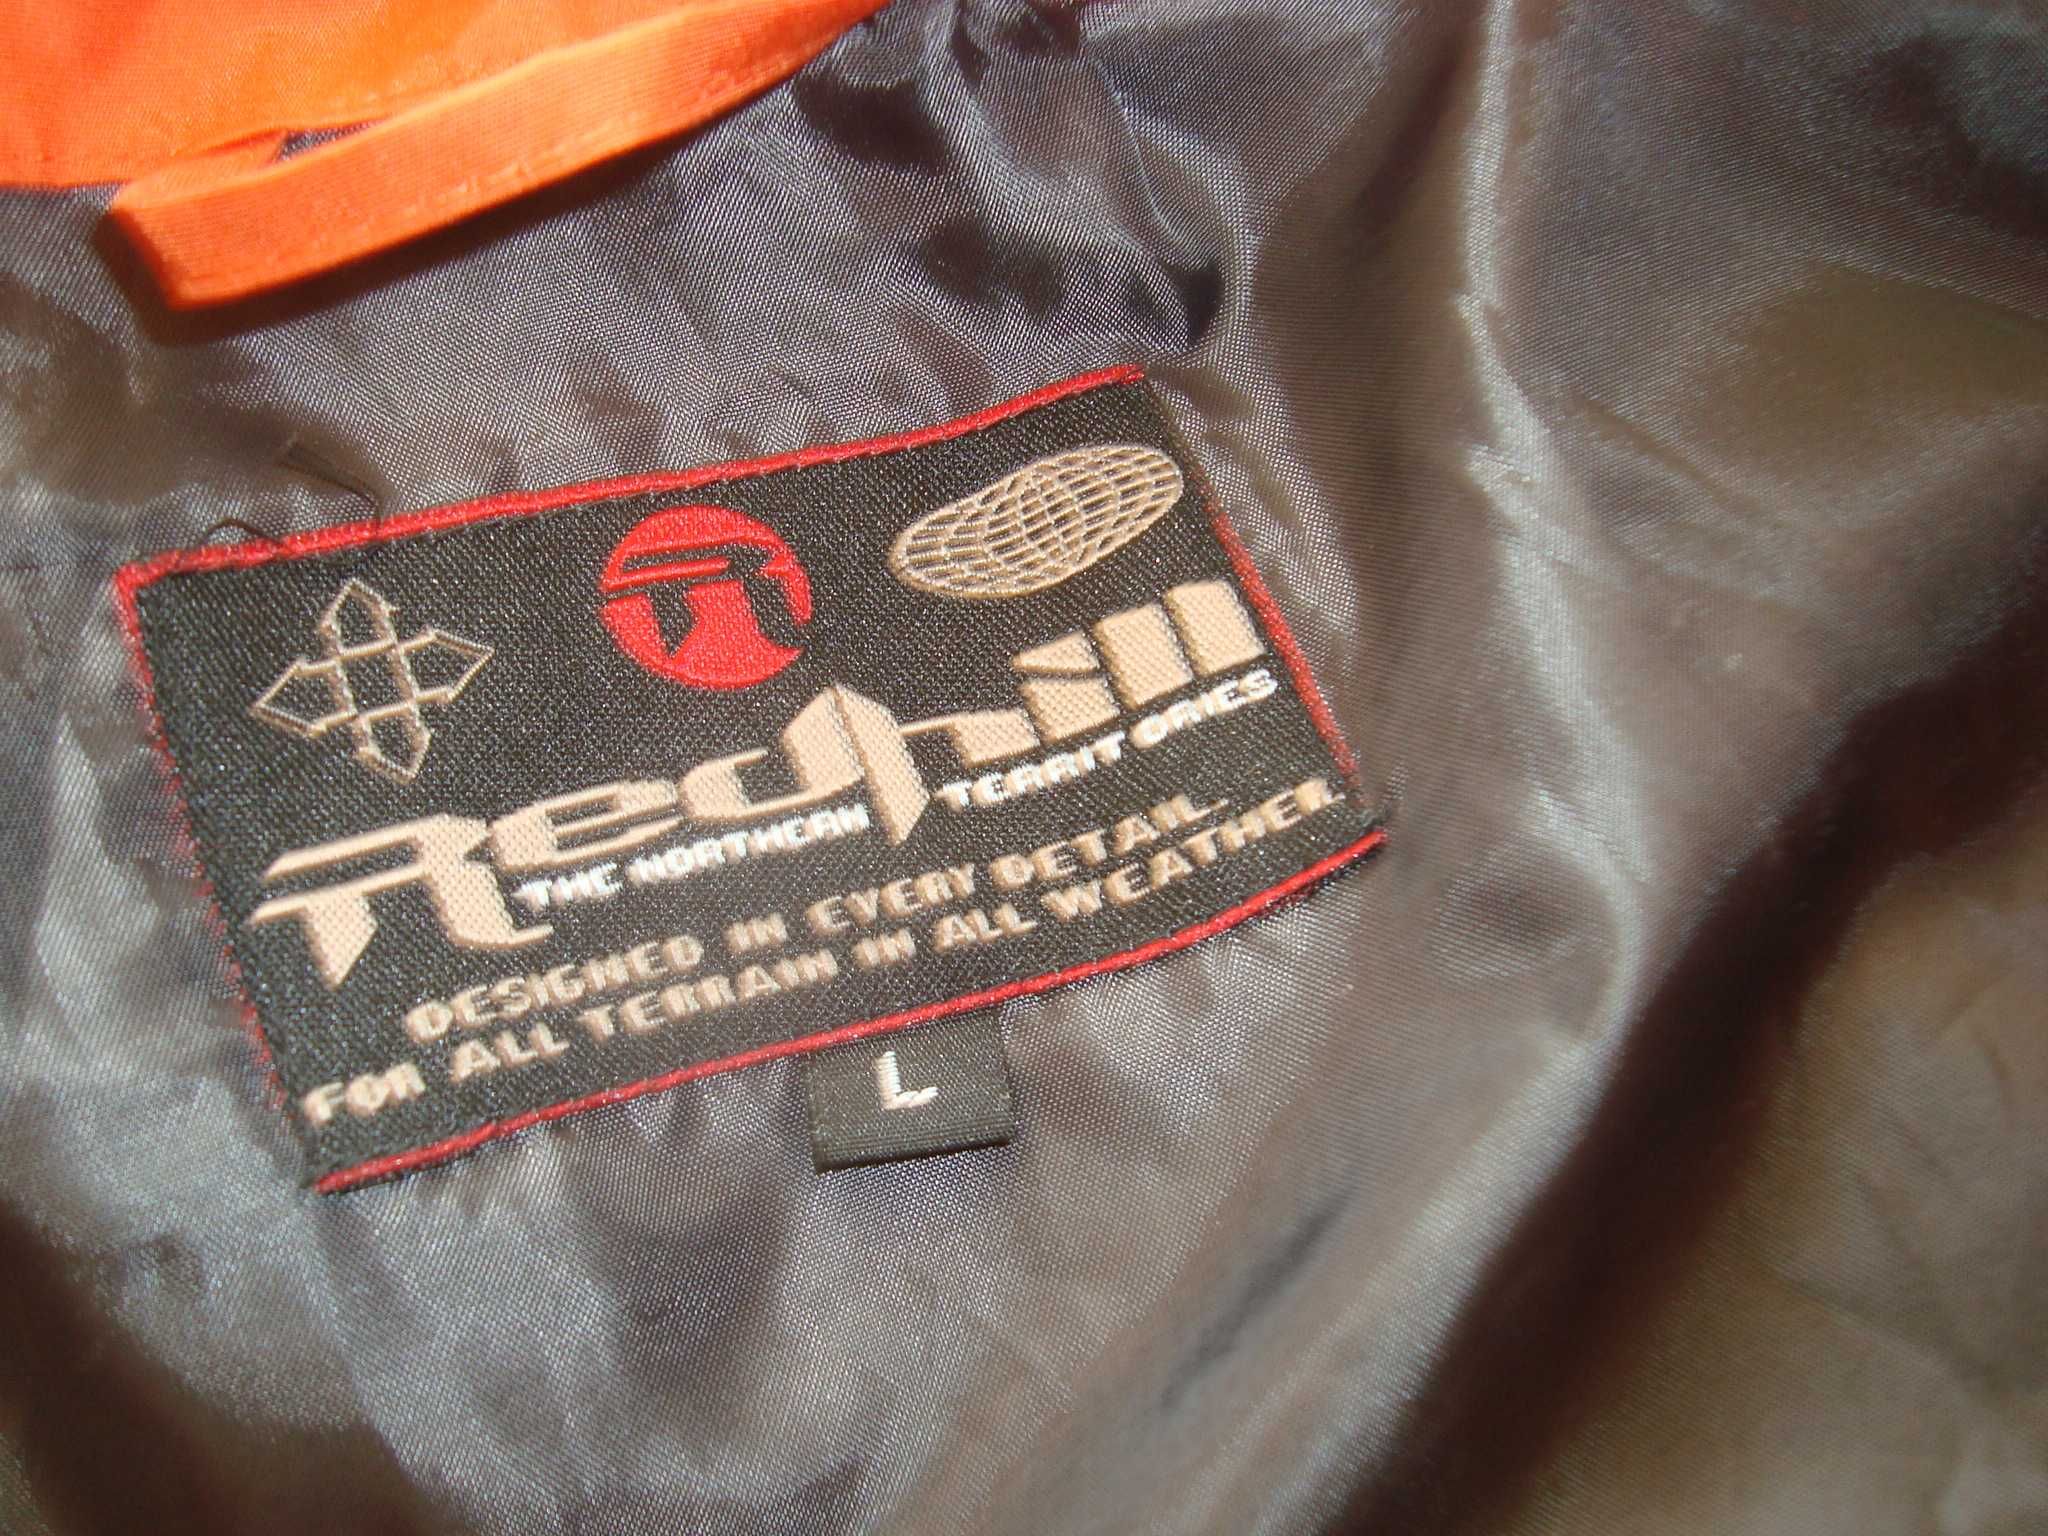 Redhill
THE NORTHERN TERRITORIES
DESIGNED IN EVERY DETAIL
FOR ALL TERRAIN IN ALL WEATHER.
L